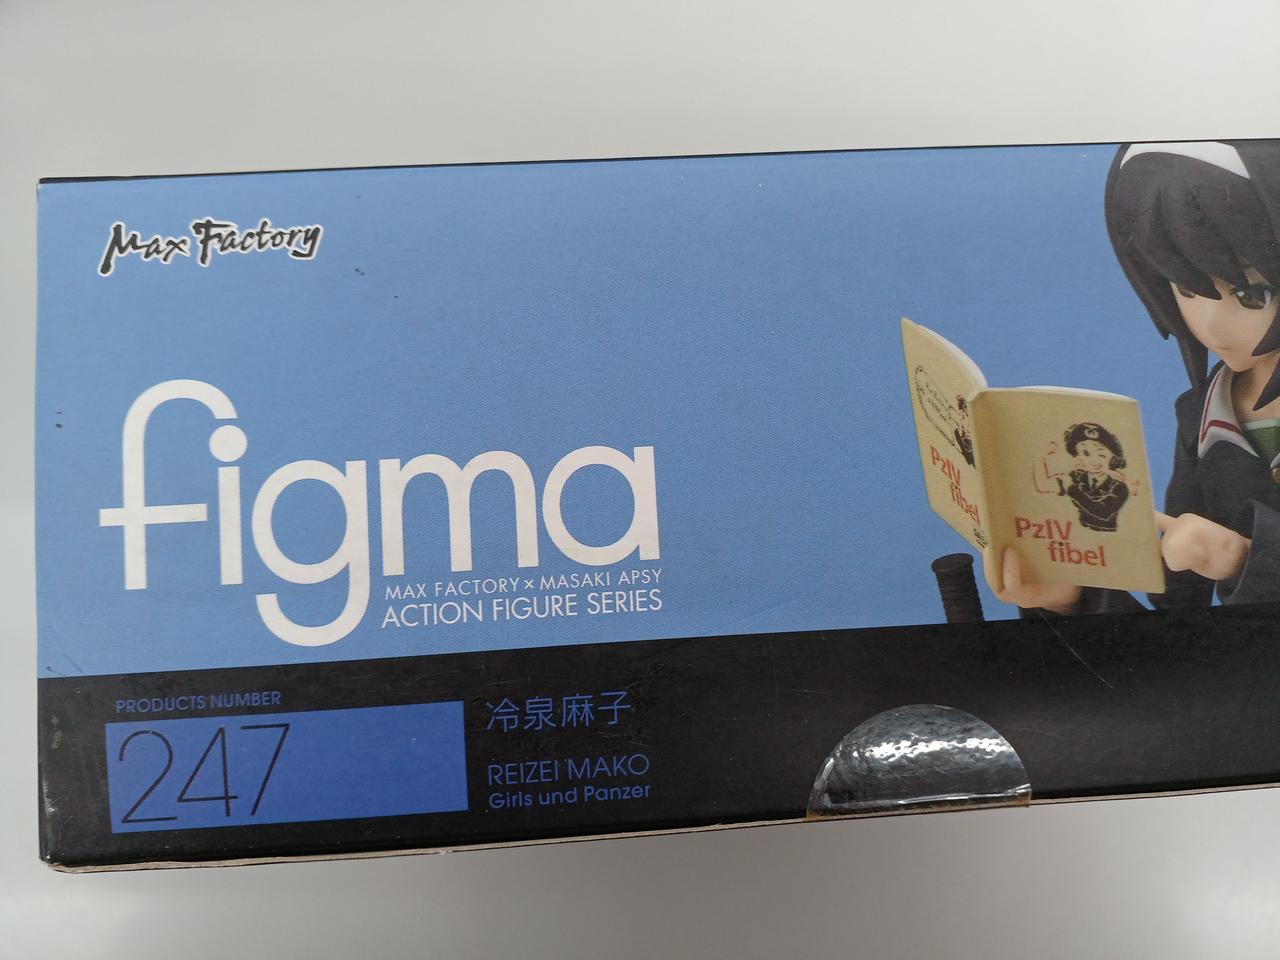 Max Factory
figma
MAX FACTORY × MASAKI APSY
ACTION FIGURE SERIES
PzIV
fibel
PzIV
fibel
PRODUCTS NUMBER
247
冷泉麻子
REIZEI MAKO
Girls und Panzer